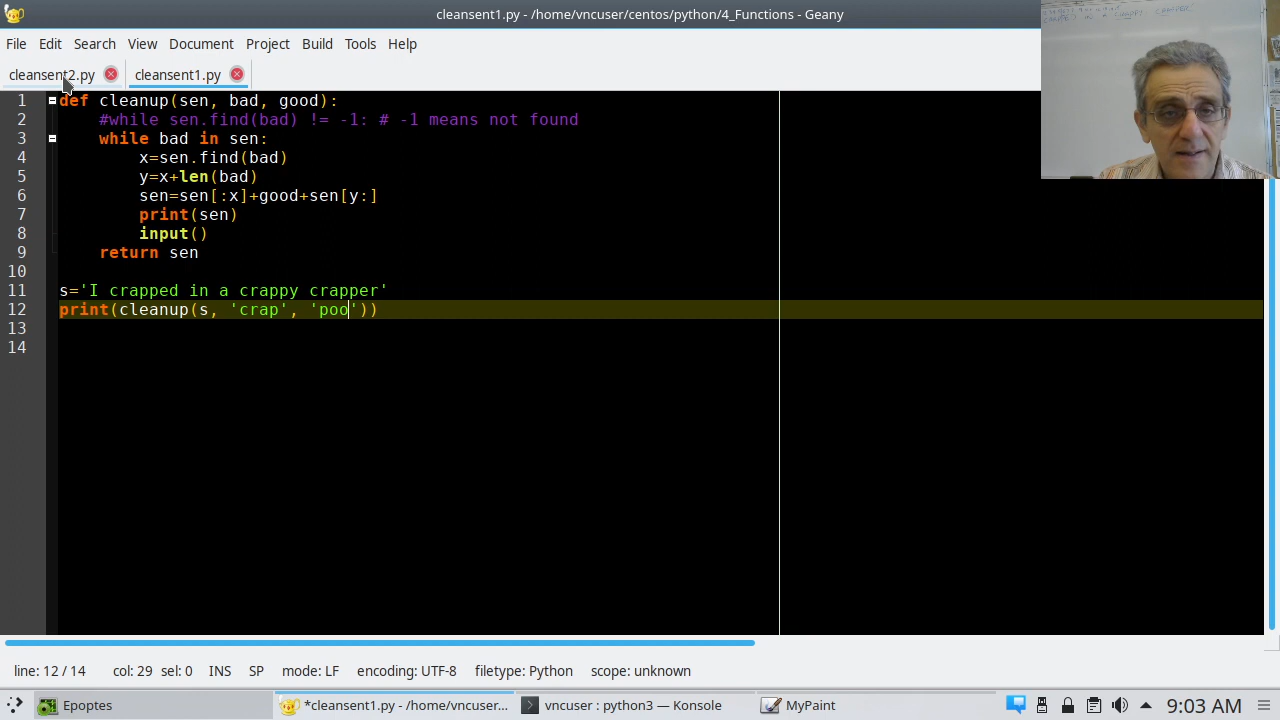 cleansent1.py - /home/vncuser/centos/python/4_Functions - Geany
File Edit Search View Document Project Build Tools Help
cleansent2.py cleansent1.py
1 def cleanup(sen, bad, good):
2 #while sen.find(bad) != -1: # -1 means not found
3 while bad in sen:
4 x=sen.find(bad)
5 y=x+len(bad)
6 sen=sen[:x]+good+sen[y:]
7 print(sen)
8 input()
9 return sen
10
11 s='I crapped in a crappy crapper'
12 print(cleanup(s, 'crap', 'poo'))
13
14
line: 12 / 14 col: 29 sel: 0 INS SP mode: LF encoding: UTF-8 filetype: Python scope: unknown
Epoptes *cleansent1.py - /home/vncuser... vncuser : python3 — Konsole MyPaint 9:03 AM